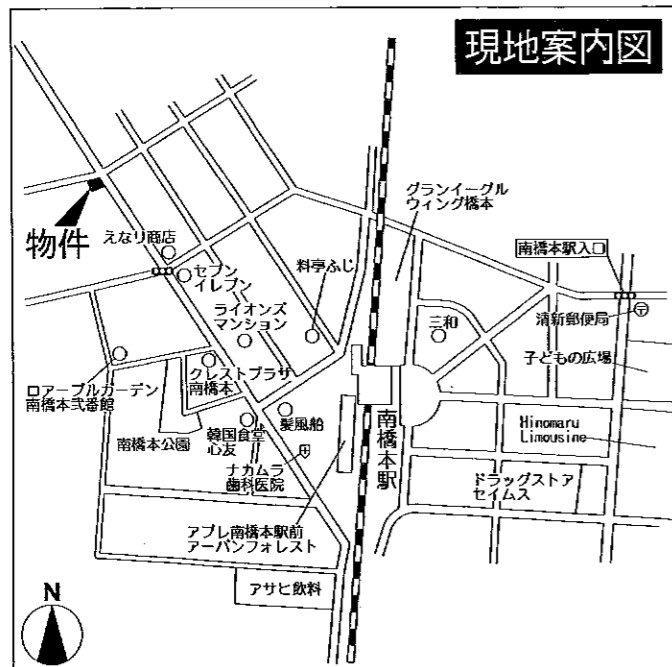 現地案内図
グランイーグル
ウィング橋本
物件
えなり商店
料亭ふじ
南橋本駅入口
セブン
イレブン
ライオンズ
マンション
三和
清新郵便局
子どもの広場
ロアーブルガーデン
南橋本弐番館
クレストプラザ
南橋本
南橋本公園
韓国食堂
心友
髪風船
南橋本駅
Hinomaru
Limousine
ナカムラ
歯科医院
ドラッグストア
セイムス
アプレ南橋本駅前
アーバンフォレスト
アサヒ飲料
N